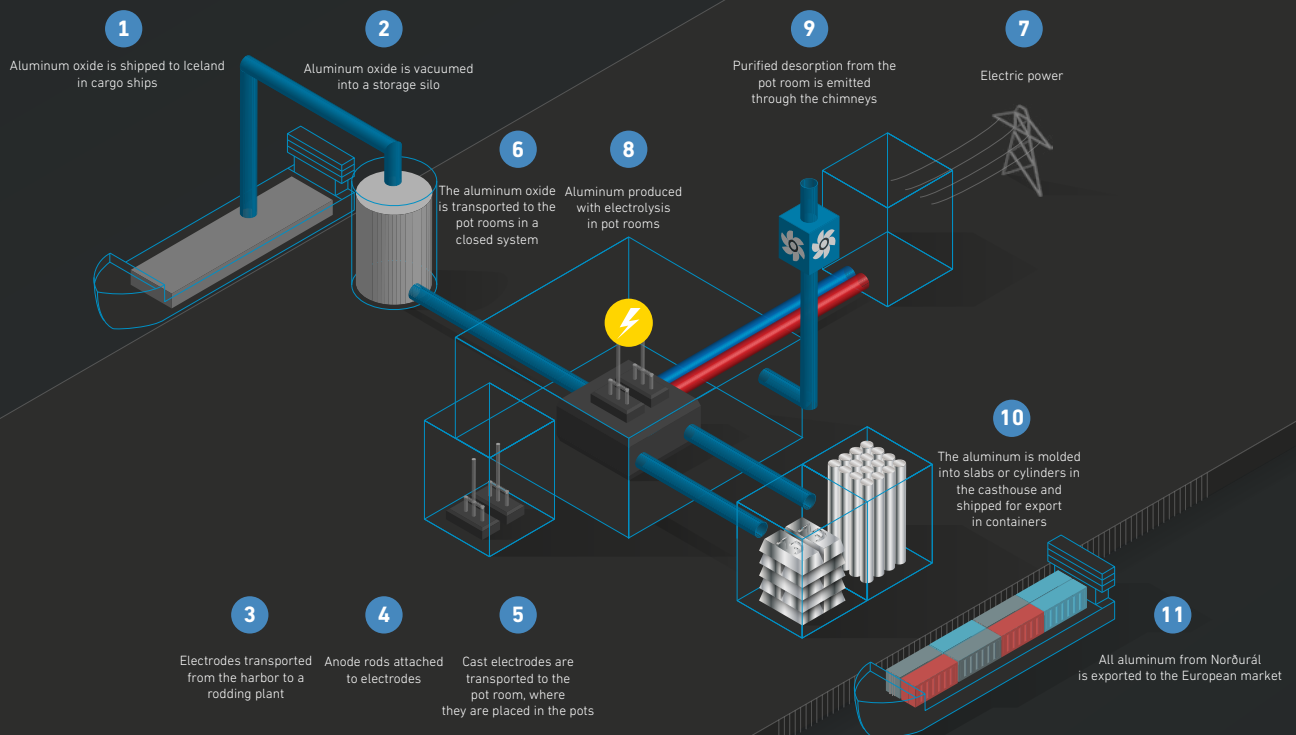 1
Aluminum oxide is shipped to Iceland
in cargo ships
2
Aluminum oxide is vacuumed
into a storage silo
9
Purified desorption from the
pot room is emitted
through the chimneys
7
Electric power
6
The aluminum oxide
is transported to the
pot rooms in a
closed system
8
Aluminum produced
with electrolysis
in pot rooms
10
The aluminum is molded
into slabs or cylinders in
the casthouse and
shipped for export
in containers
3
Electrodes transported
from the harbor to a
rodding plant
4
Anode rods attached
to electrodes
5
Cast electrodes are
transported to the
pot room, where
they are placed in the pots
11
All aluminum from Norðurál
is exported to the European market